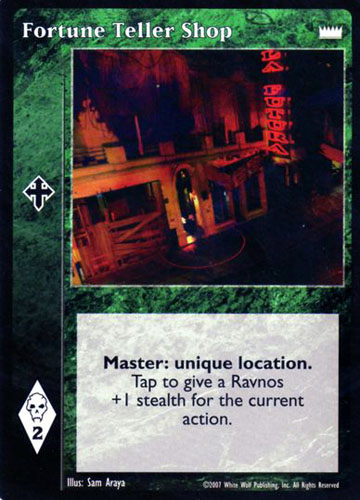 Fortune Teller Shop
Master: unique location.
Tap to give a Ravnos
+1 stealth for the current
action.
2
Illus: Sam Araya
©2007 White Wolf Publishing, Inc. All Rights Reserved